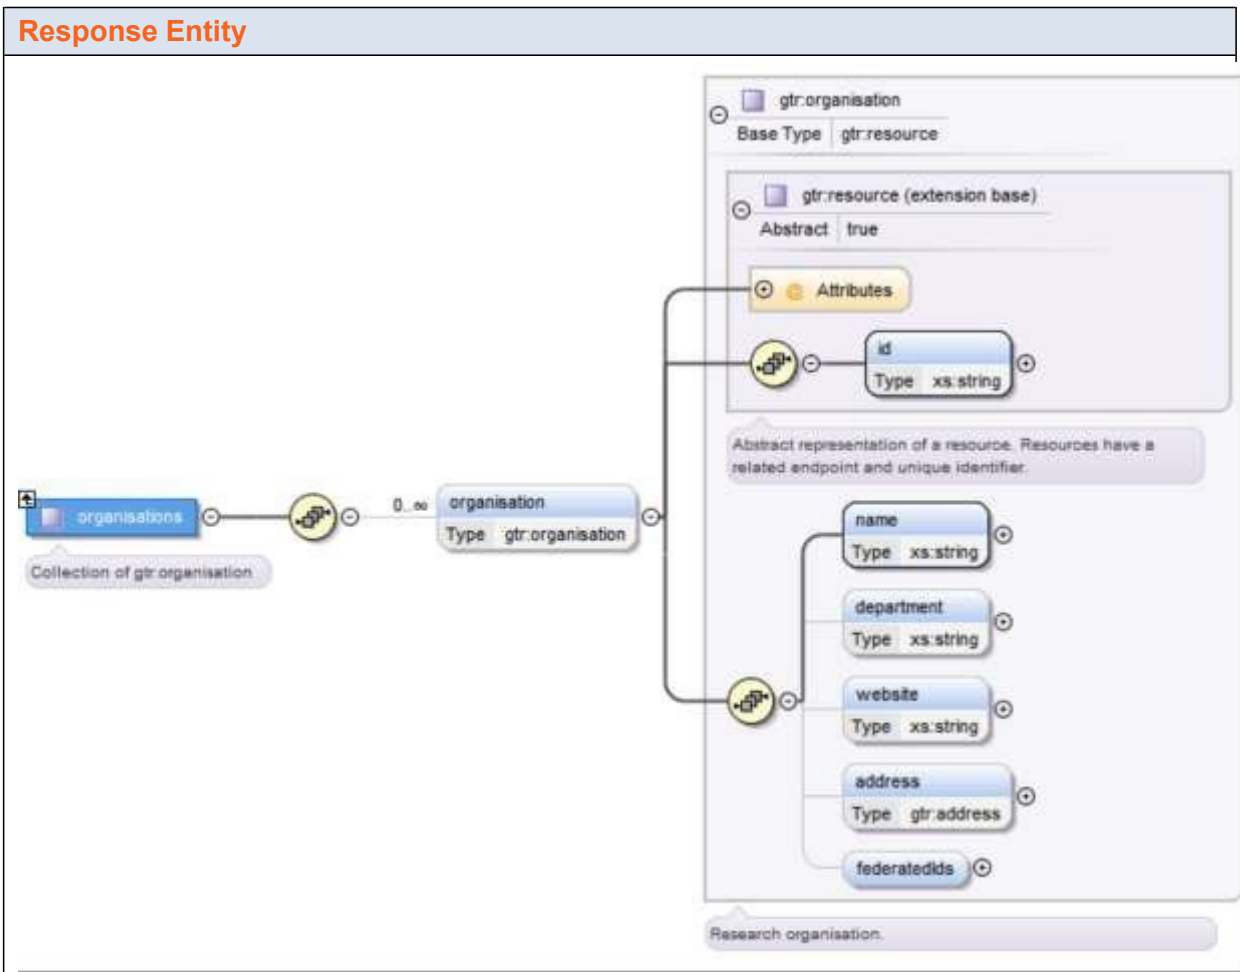 Response Entity
gtr:organisation
Base Type gtr:resource
gtr:resource (extension base)
Abstract true
Attributes
id
Type xs:string
Abstract representation of a resource. Resources have a
related endpoint and unique identifier.
organisations
0..∞
organisation
Type gtr:organisation
Collection of gtr:organisation
name
Type xs:string
department
Type xs:string
website
Type xs:string
address
Type gtr:address
federatedIds
Research organisation.